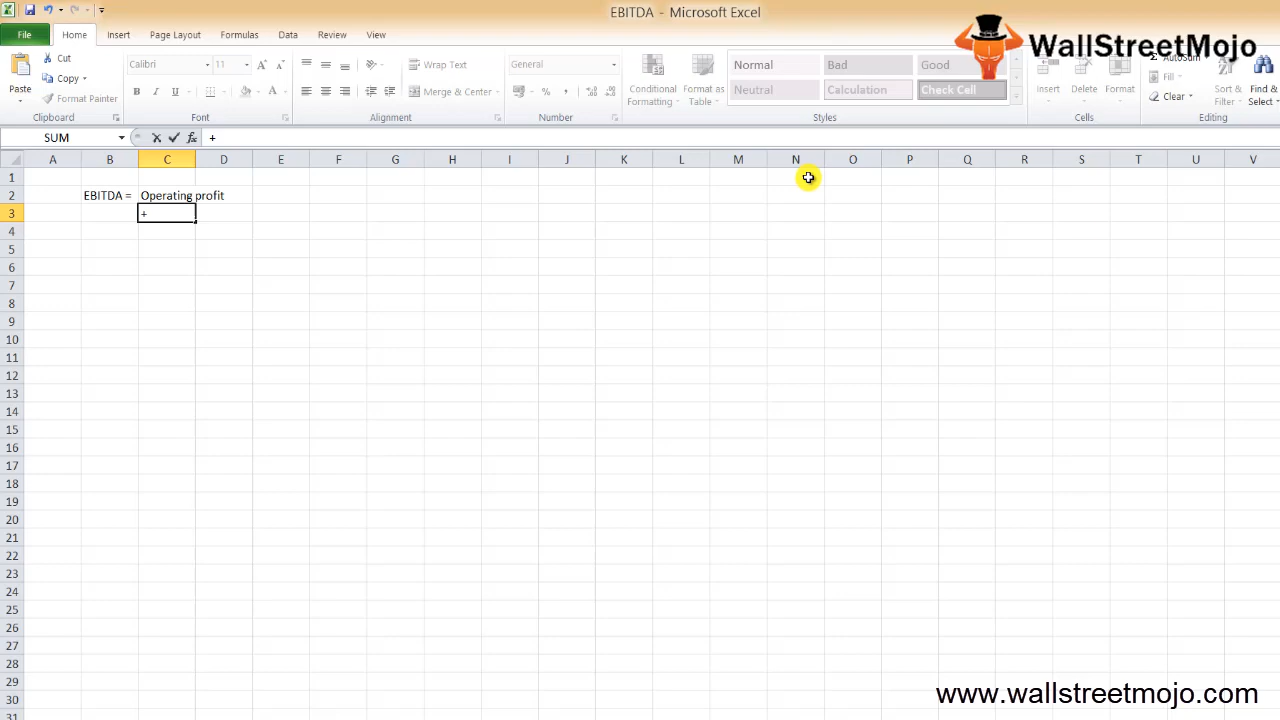 EBITDA - Microsoft Excel
WallStreetMojo
File Home Insert Page Layout Formulas Data Review View
Cut
Copy
Format Painter
Paste
Clipboard
Calibri 11
B I U A
Font
Wrap Text
Merge & Center
Alignment
General
%
Number
Conditional Formatting
Format as Table
Normal Bad Good
Neutral Calculation Check Cell
Styles
Insert Delete Format
Cells
AutoSum
Fill
Clear
Sort & Filter
Find & Select
Editing
SUM fx +
A B C D E F G H I J K L M N O P Q R S T U V
1
2 EBITDA = Operating profit
3 +
4
5
6
7
8
9
10
11
12
13
14
15
16
17
18
19
20
21
22
23
24
25
26
27
28
29
30
31
www.wallstreetmojo.com